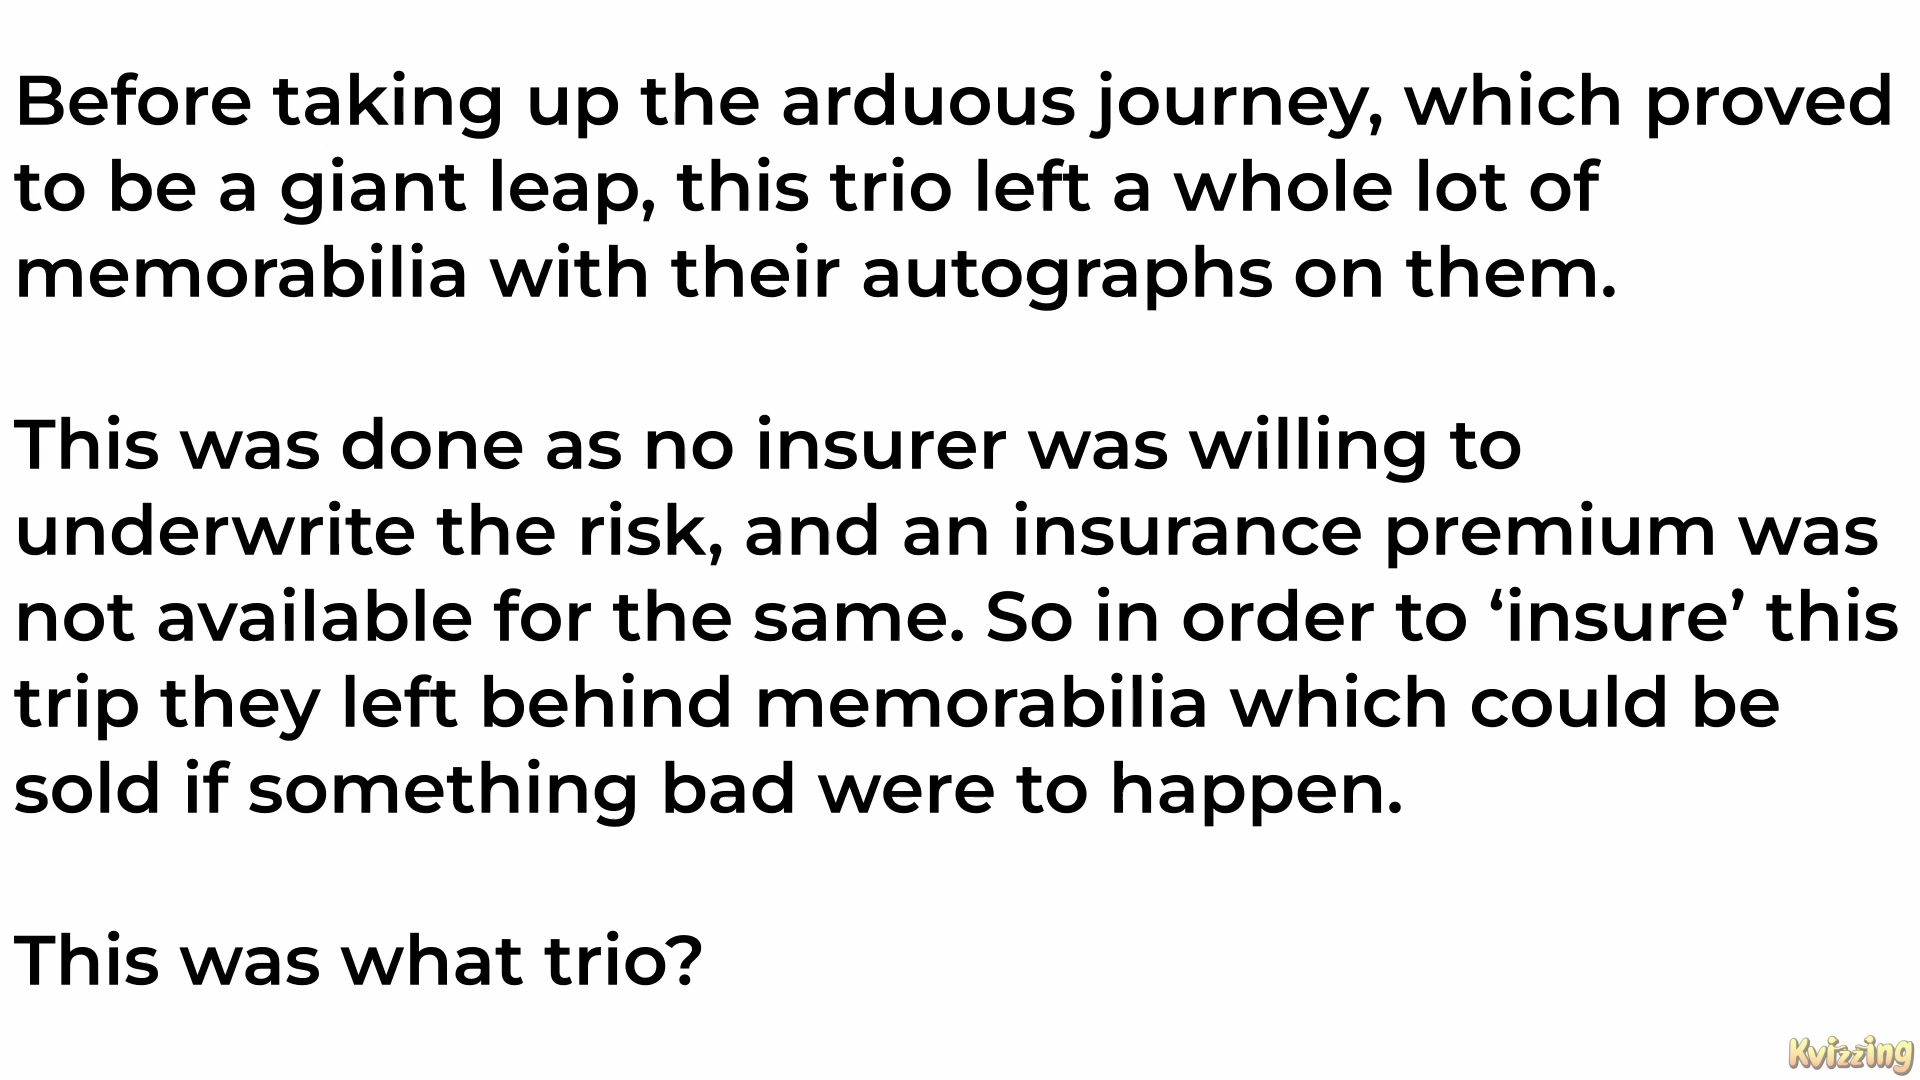 Before taking up the arduous journey, which proved
to be a giant leap, this trio left a whole lot of
memorabilia with their autographs on them.
This was done as no insurer was willing to
underwrite the risk, and an insurance premium was
not available for the same. So in order to ‘insure’ this
trip they left behind memorabilia which could be
sold if something bad were to happen.
This was what trio?
Kvizzing